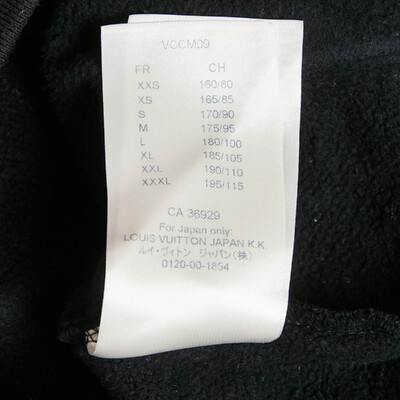 VCCM09
FR CH
XXS 160/80
XS 165/85
S 170/90
M 175/95
L 180/100
XL 185/105
XXL 190/110
XXXL 195/115
CA 36929
For Japan only:
LOUIS VUITTON JAPAN K.K.
ルイ・ヴィトン ジャパン(株)
0120-00-1854